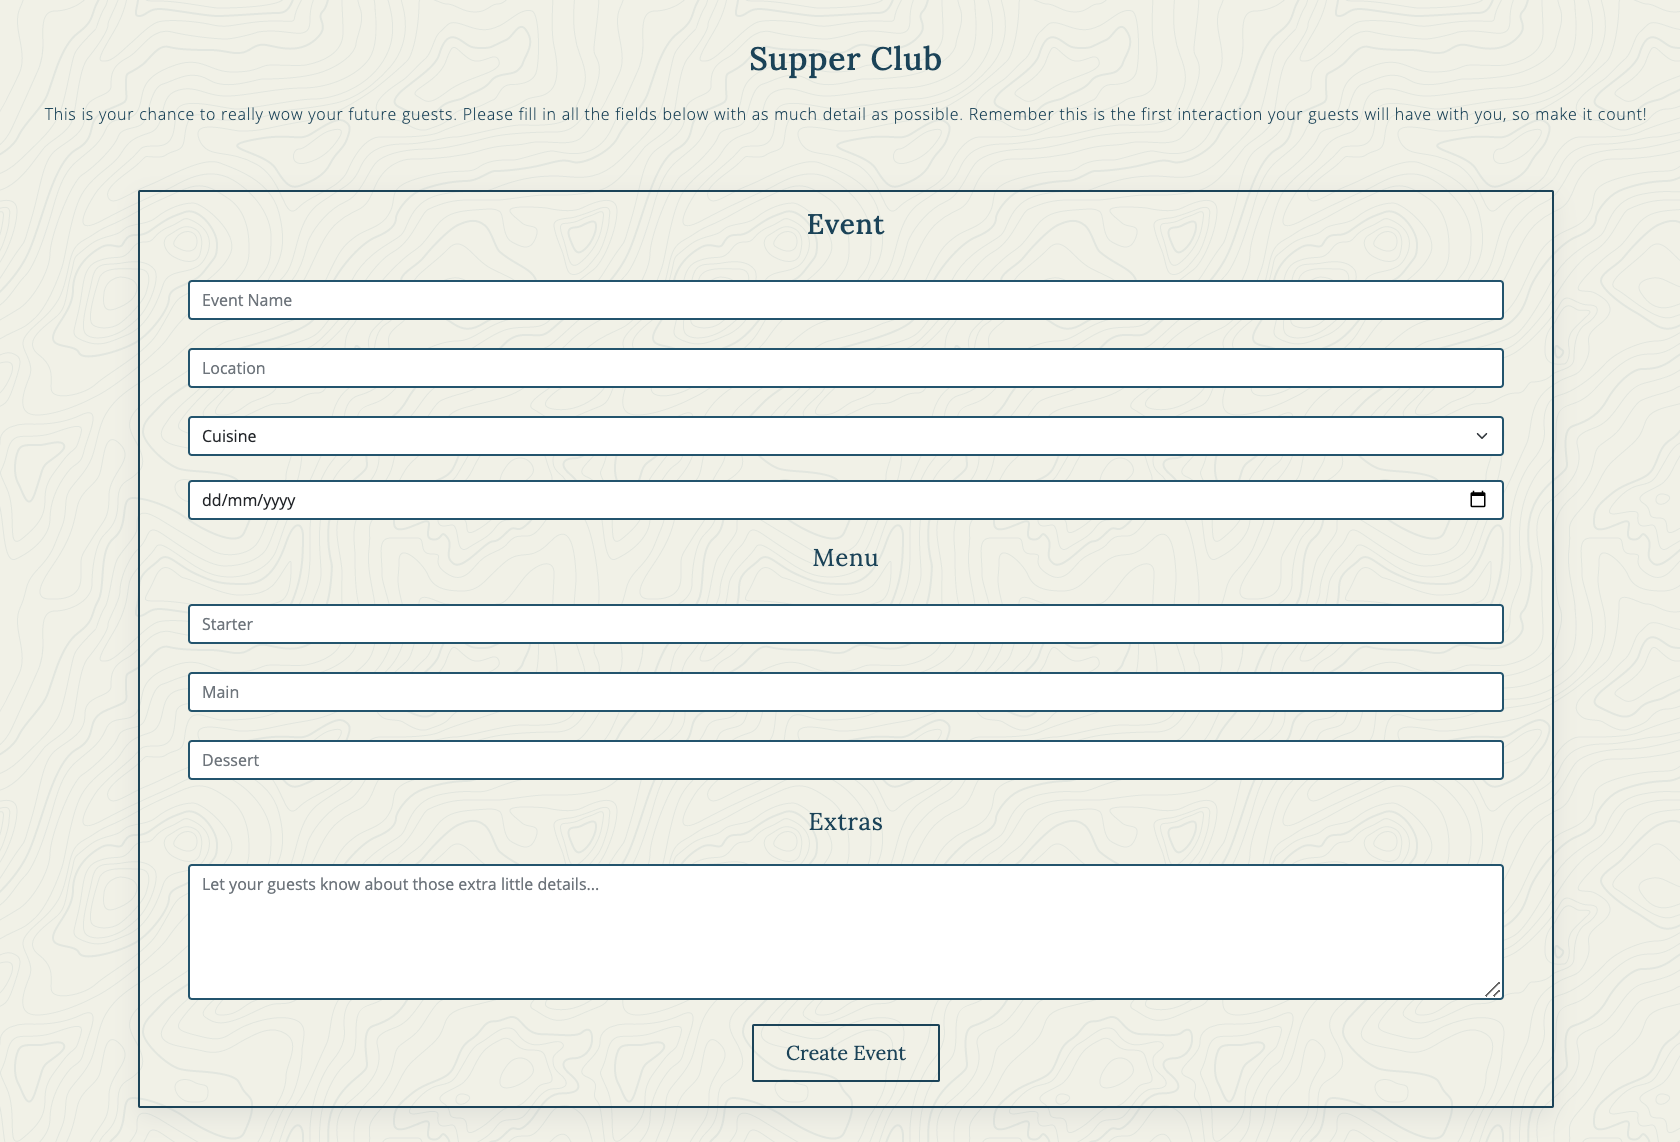 Supper Club
This is your chance to really wow your future guests. Please fill in all the fields below with as much detail as possible. Remember this is the first interaction your guests will have with you, so make it count!
Event
Event Name
Location
Cuisine
dd/mm/yyyy
Menu
Starter
Main
Dessert
Extras
Let your guests know about those extra little details...
Create Event